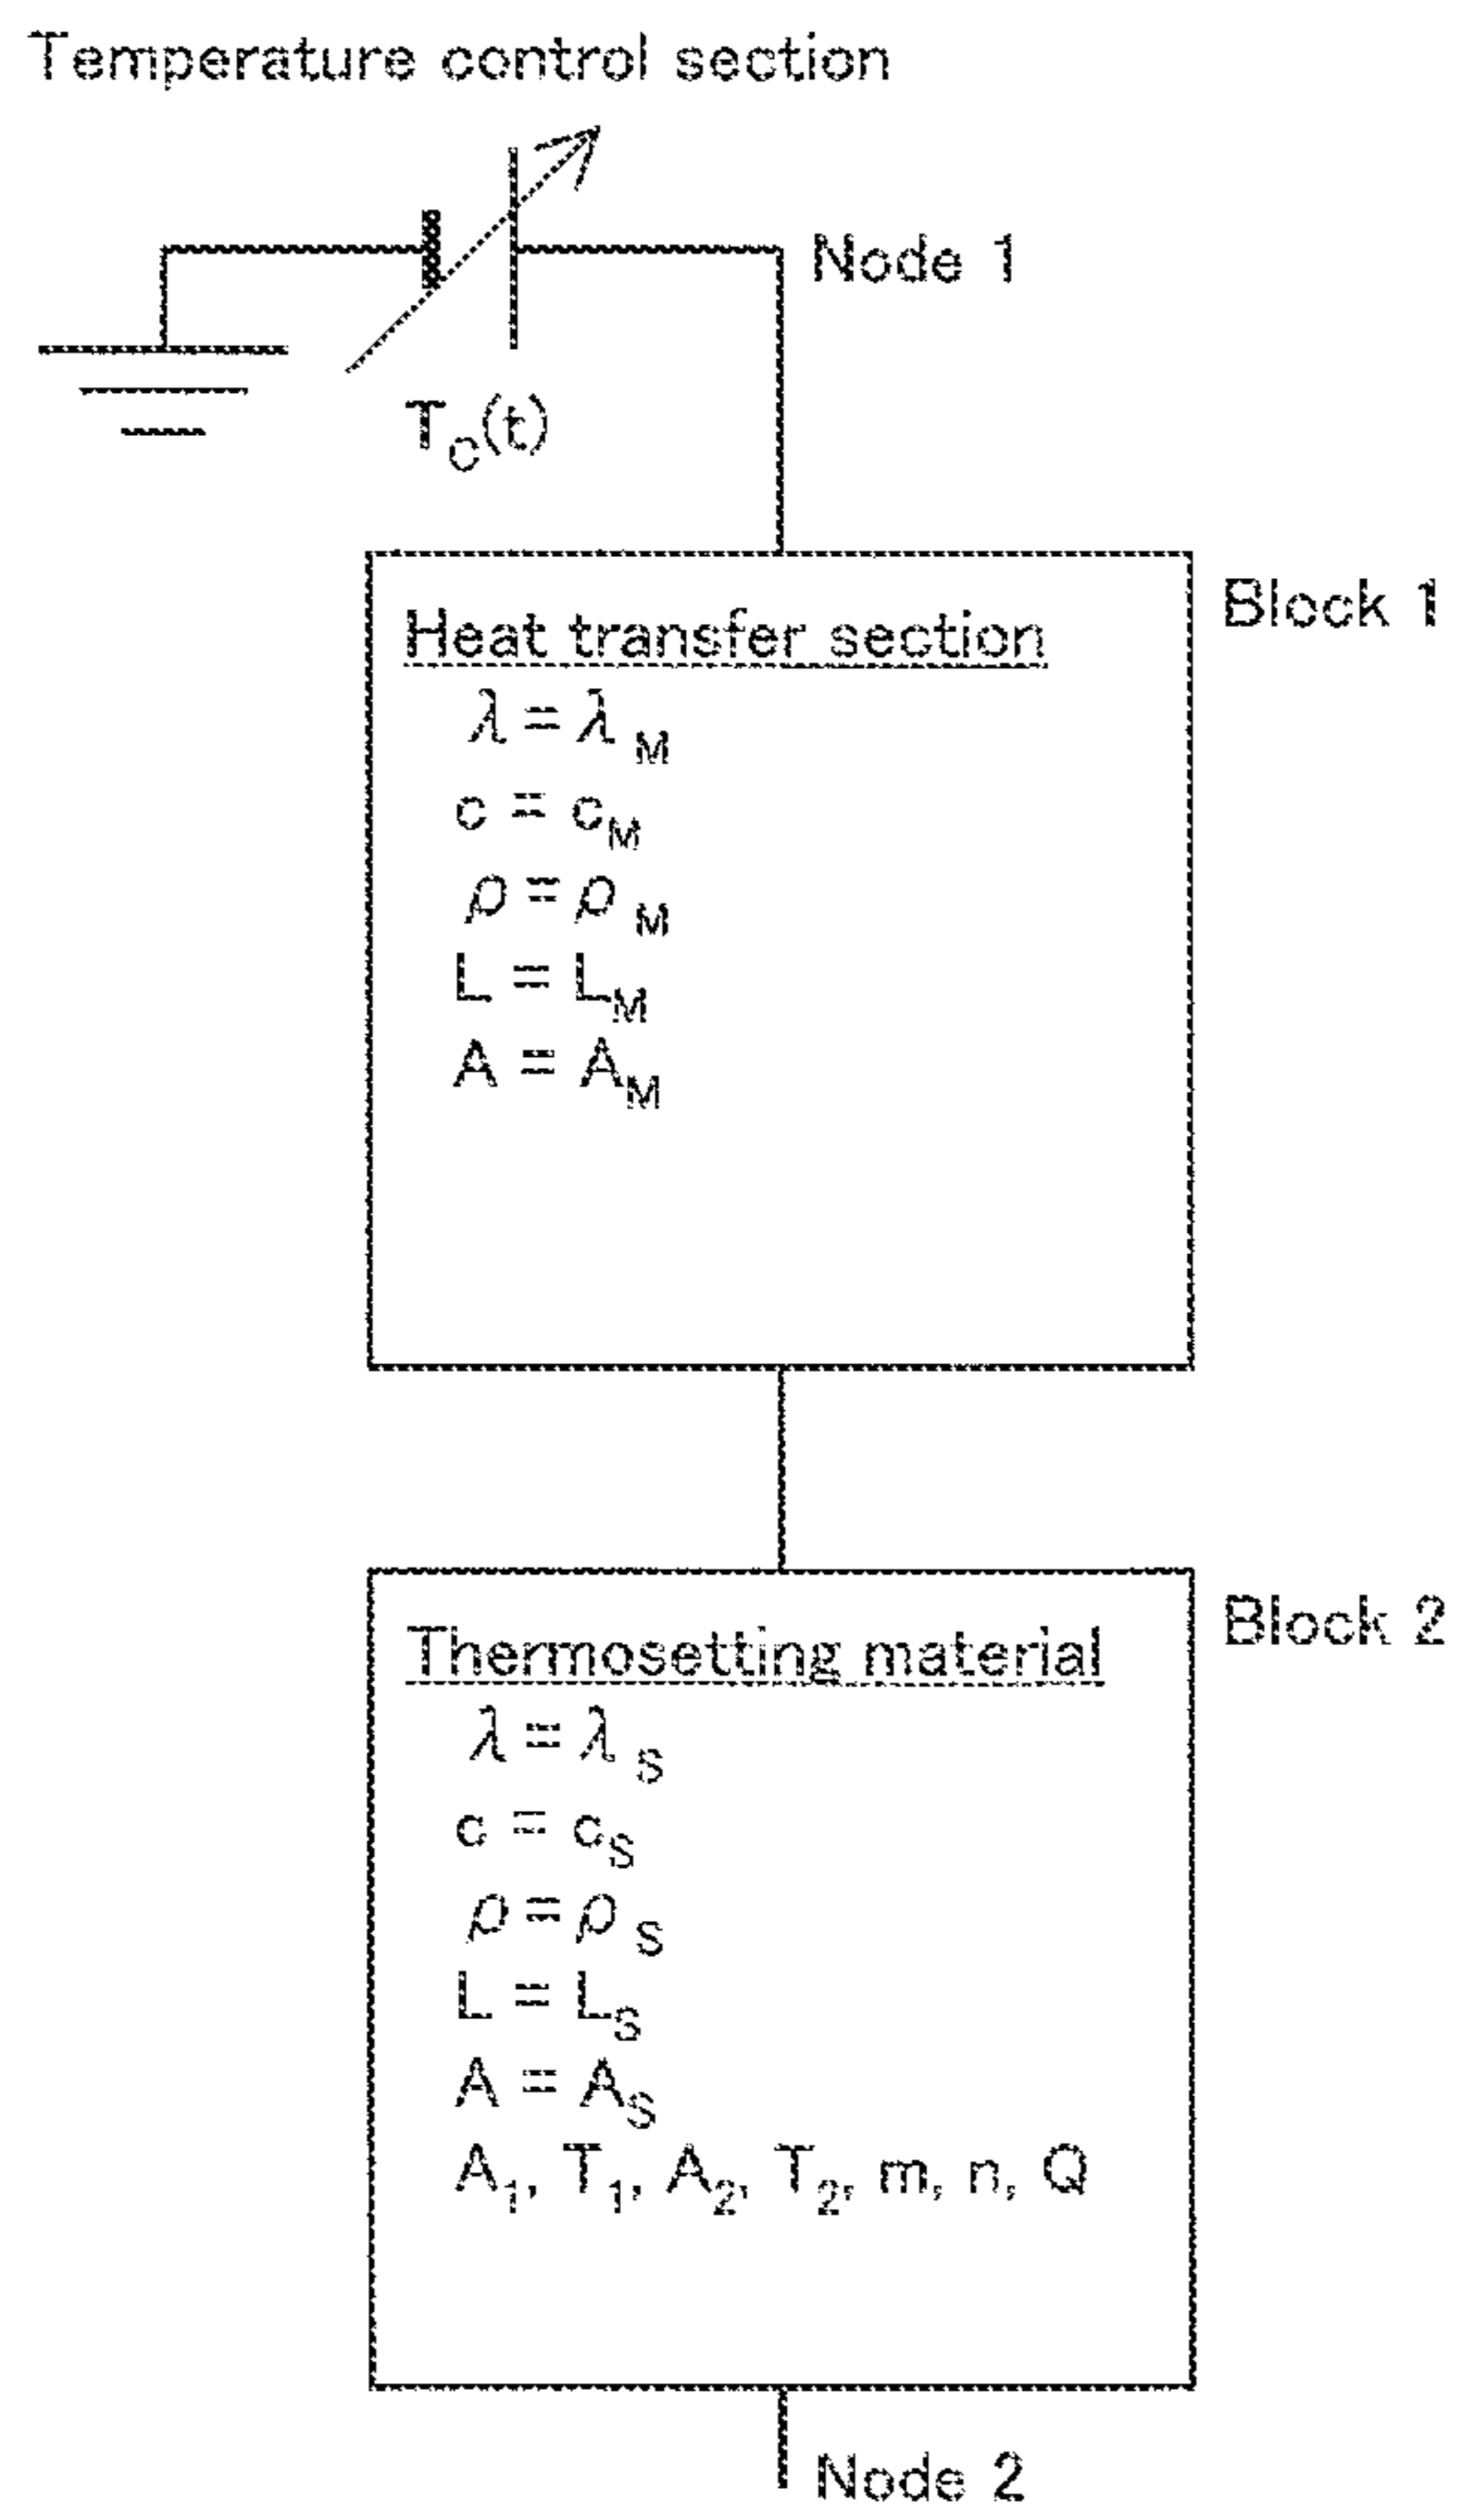 Temperature control section
Node 1
T_C(t)
Block 1
Heat transfer section
λ = λ_M
c = c_M
ρ = ρ_M
L = L_M
A = A_M
Block 2
Thermosetting material
λ = λ_S
c = c_S
ρ = ρ_S
L = L_S
A = A_S
A_1, T_1, A_2, T_2, m, n, Q
Node 2